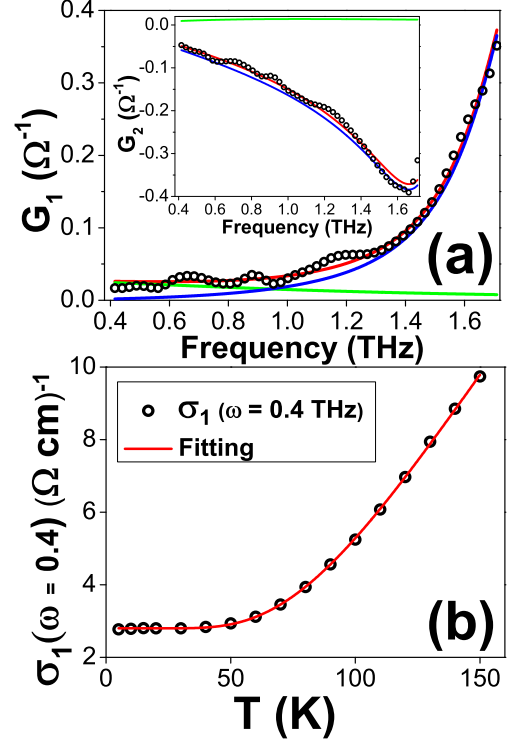 0.4
0.3
0.2
0.1
0.0
G₁ (Ω⁻¹)
0.0
-0.1
-0.2
-0.3
-0.4
G₂ (Ω⁻¹)
0.4 0.6 0.8 1.0 1.2 1.4 1.6
Frequency (THz)
(a)
0.4 0.6 0.8 1.0 1.2 1.4 1.6
Frequency (THz)
10
8
6
4
2
σ₁(ω = 0.4) (Ω cm)⁻¹
σ₁ (ω = 0.4 THz)
Fitting
(b)
0 50 100 150
T (K)